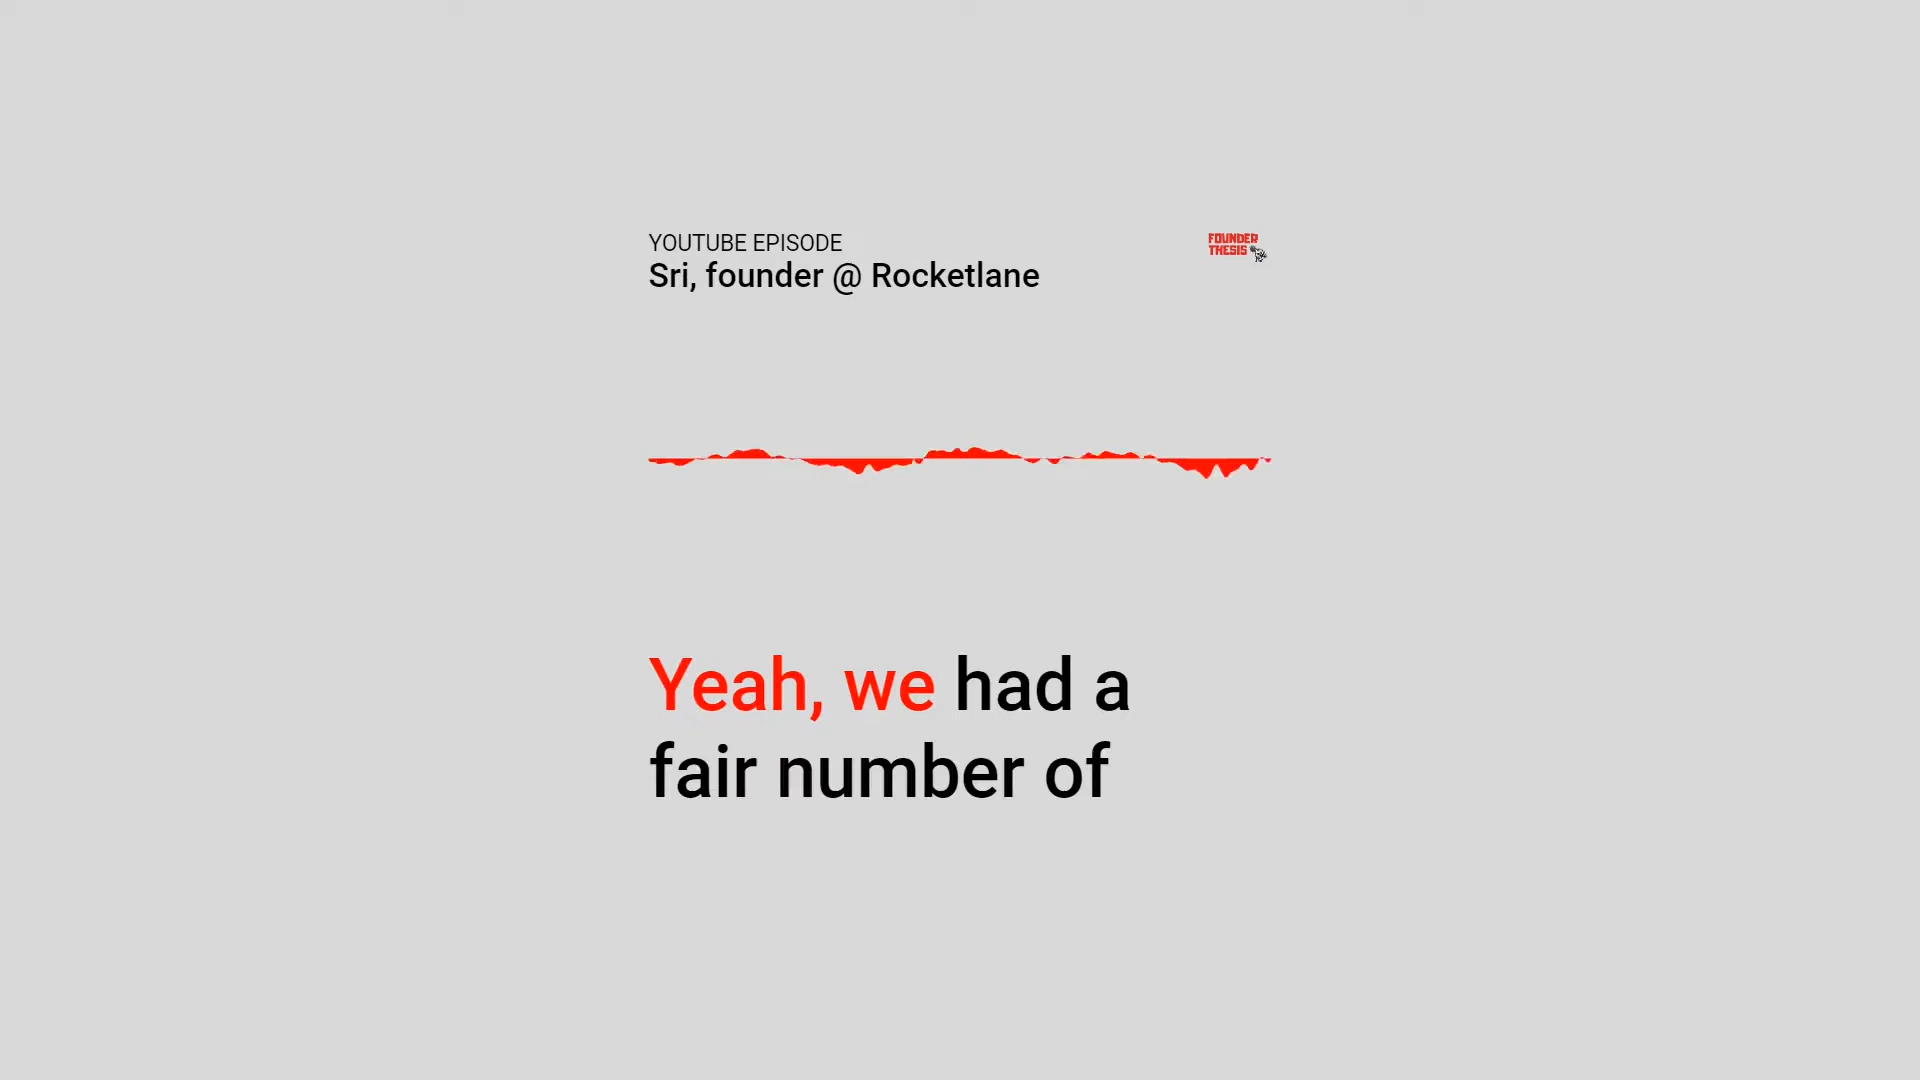 YOUTUBE EPISODE
Sri, founder @ Rocketlane
FOUNDER
THESIS
Yeah, we had a
fair number of